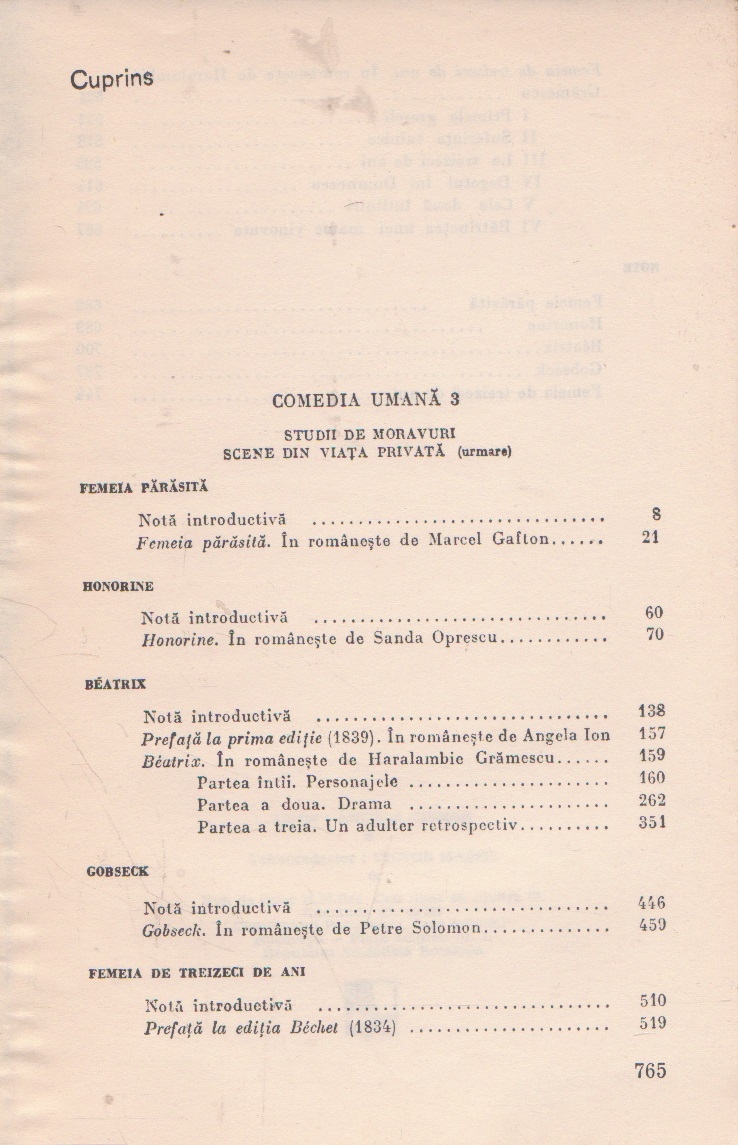 Cuprins
COMEDIA UMANĂ 3
STUDII DE MORAVURI
SCENE DIN VIAȚA PRIVATĂ (urmare)
FEMEIA PĂRĂSITĂ
Notă introductivă ................................ 8
Femeia părăsită. În românește de Marcel Gafton...... 21
HONORINE
Notă introductivă ................................ 60
Honorine. În românește de Sanda Oprescu............ 70
BÉATRIX
Notă introductivă ................................ 138
Prefață la prima ediție (1839). În românește de Angela Ion 157
Béatrix. În românește de Haralambie Grămescu...... 159
Partea întîi. Personajele ...................... 160
Partea a doua. Drama ...................... 262
Partea a treia. Un adulter retrospectiv.......... 351
GOBSECK
Notă introductivă ................................ 446
Gobseck. În românește de Petre Solomon.............. 459
FEMEIA DE TREIZECI DE ANI
Notă introductivă ................................ 510
Prefață la ediția Béchet (1834) ...................... 519
765